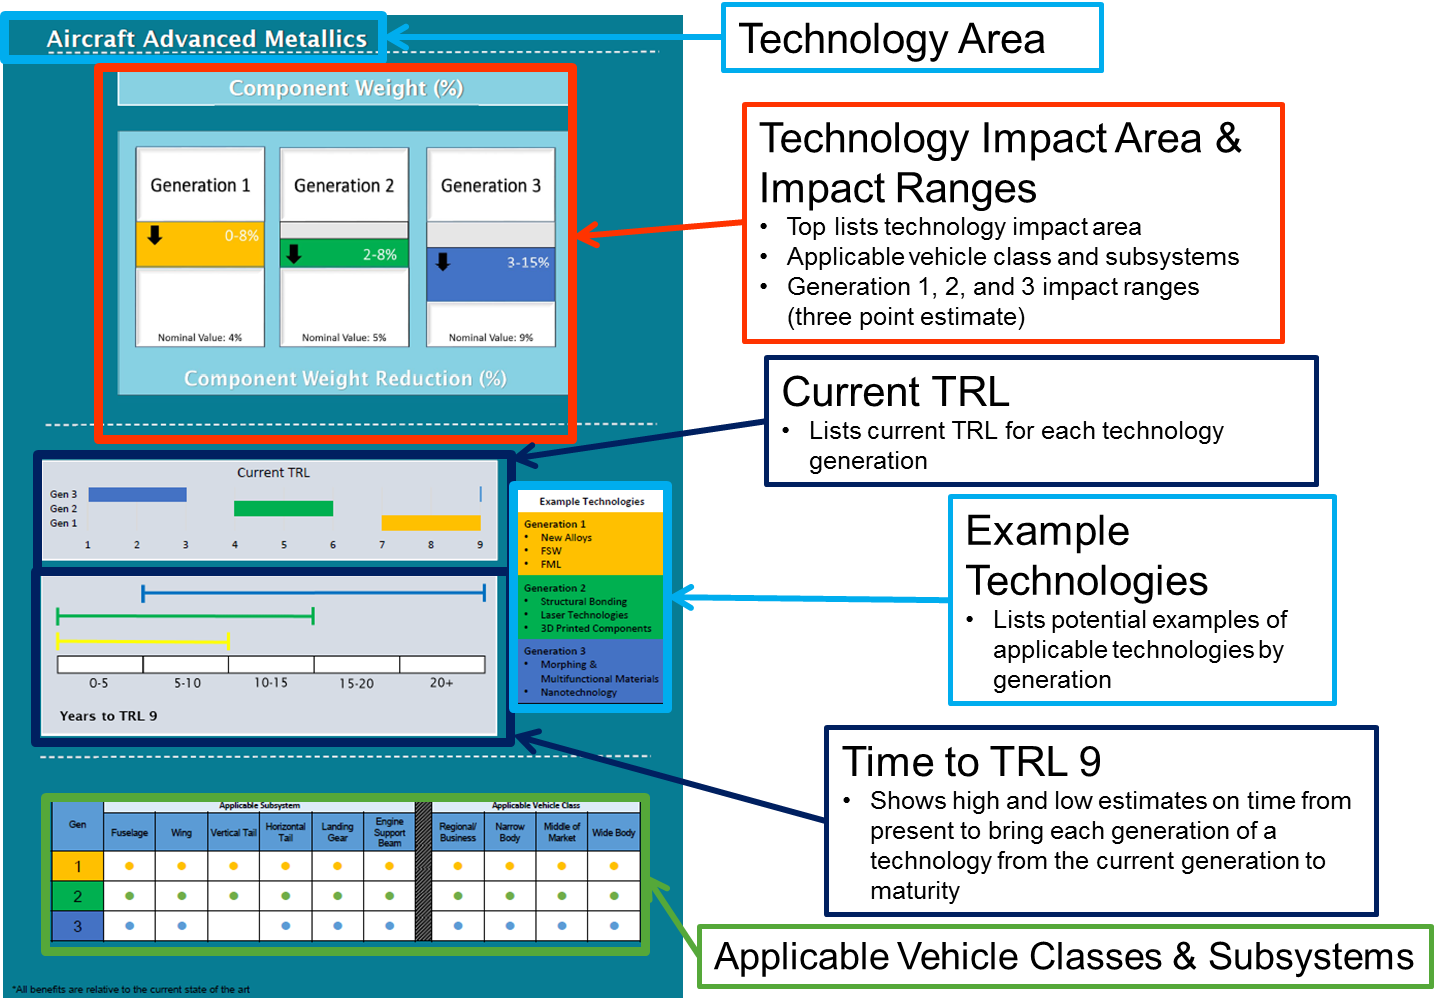 Aircraft Advanced Metallics
Technology Area
Component Weight (%)
Generation 1
0-8%
Nominal Value: 4%
Generation 2
2-8%
Nominal Value: 5%
Generation 3
3-15%
Nominal Value: 9%
Component Weight Reduction (%)
Technology Impact Area &
Impact Ranges
• Top lists technology impact area
• Applicable vehicle class and subsystems
• Generation 1, 2, and 3 impact ranges
(three point estimate)
Current TRL
• Lists current TRL for each technology
generation
Current TRL
Gen 3
Gen 2
Gen 1
1 2 3 4 5 6 7 8 9
Example Technologies
Generation 1
• New Alloys
• FSW
• FML
Generation 2
• Structural Bonding
• Laser Technologies
• 3D Printed Components
Generation 3
• Morphing &
Multifunctional Materials
• Nanotechnology
Example
Technologies
• Lists potential examples of
applicable technologies by
generation
0-5 5-10 10-15 15-20 20+
Years to TRL 9
Time to TRL 9
• Shows high and low estimates on time from
present to bring each generation of a
technology from the current generation to
maturity
Gen
Applicable Subsystem
Fuselage
Wing
Vertical Tail
Horizontal
Tail
Landing
Gear
Engine
Support
Beam
Applicable Vehicle Class
Regional/
Business
Narrow
Body
Middle of
Market
Wide Body
1
2
3
Applicable Vehicle Classes & Subsystems
*All benefits are relative to the current state of the art